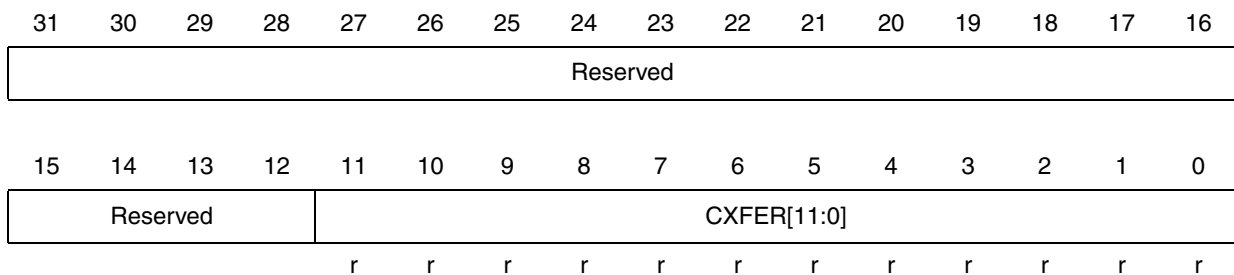 31 30 29 28 27 26 25 24 23 22 21 20 19 18 17 16
Reserved
15 14 13 12 11 10 9 8 7 6 5 4 3 2 1 0
Reserved CXFER[11:0]
r r r r r r r r r r r r